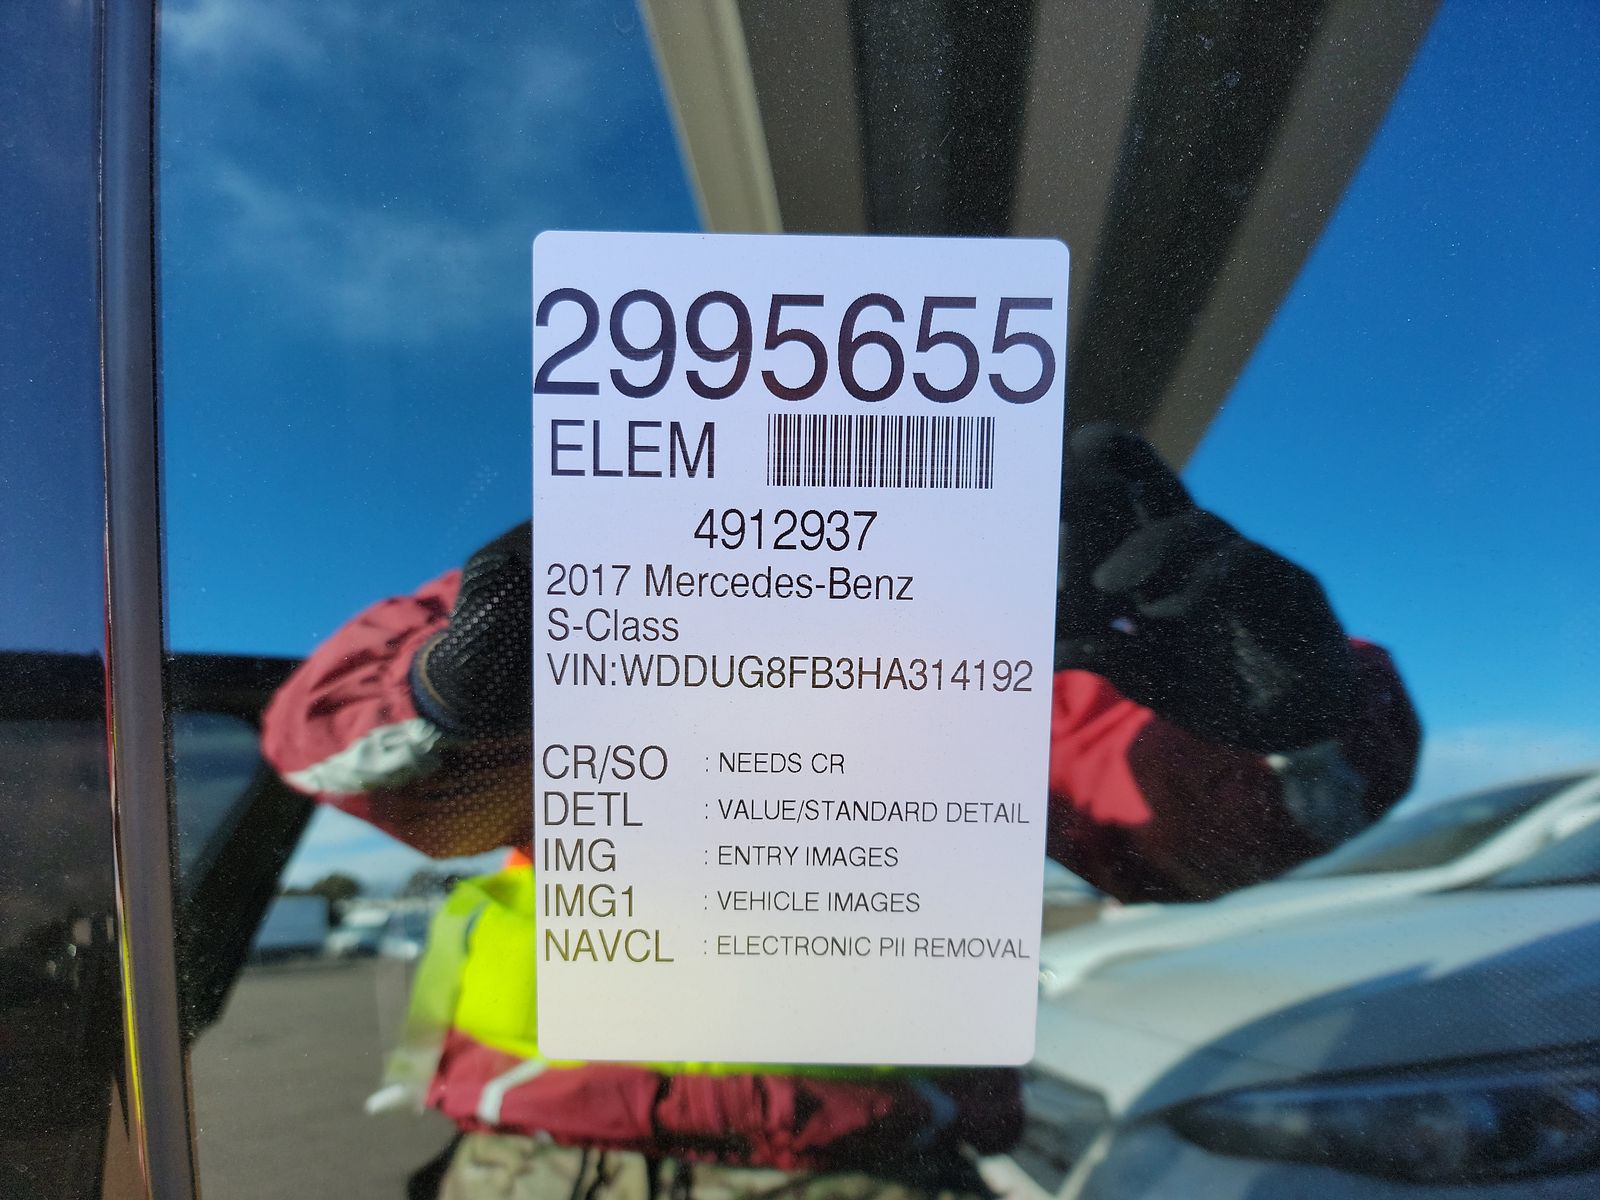 2995655
ELEM
4912937
2017 Mercedes-Benz
S-Class
VIN:WDDUG8FB3HA314192
CR/SO : NEEDS CR
DETL : VALUE/STANDARD DETAIL
IMG : ENTRY IMAGES
IMG1 : VEHICLE IMAGES
NAVCL : ELECTRONIC PII REMOVAL